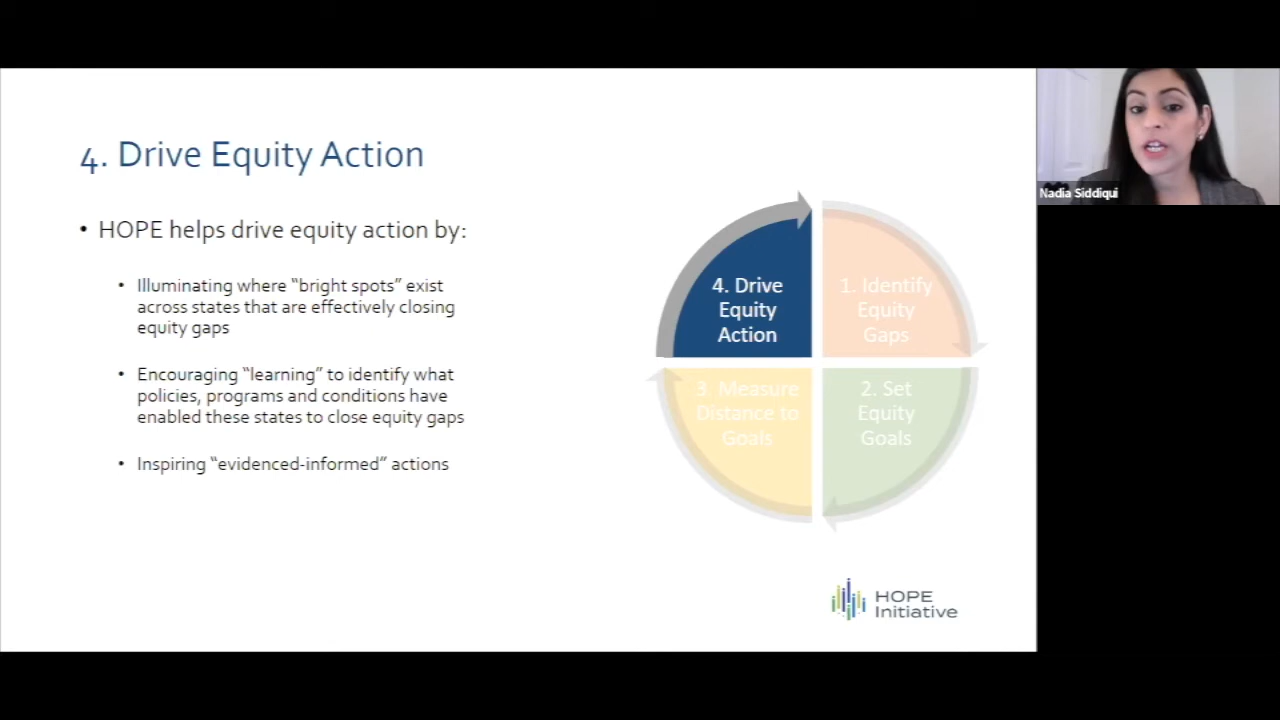 4. Drive Equity Action
• HOPE helps drive equity action by:
• Illuminating where “bright spots” exist
across states that are effectively closing
equity gaps
• Encouraging “learning” to identify what
policies, programs and conditions have
enabled these states to close equity gaps
• Inspiring “evidenced-informed” actions
4. Drive
Equity
Action
1. Identify
Equity
Gaps
3. Measure
Distance to
Goals
2. Set
Equity
Goals
HOPE
Initiative
Nadia Siddiqui